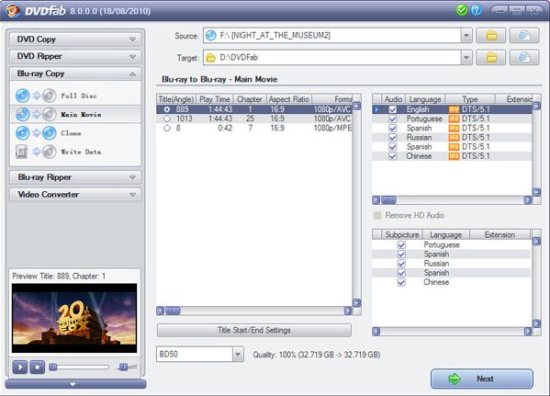 DVDFab 8.0.0.0 (18/08/2010)
DVD Copy
DVD Ripper
Blu-ray Copy
Full Disc
Main Movie
Clone
Write Data
Blu-ray Ripper
Video Converter
Preview Title: 889, Chapter: 1
20
Source: F:\ [NIGHT_AT_THE_MUSEUM2]
Target: D:\DVDFab
Blu-ray to Blu-ray - Main Movie
Title(Angle) Play Time Chapter Aspect Ratio Forma
889 1:44:43 1 16:9 1080p/AVC
1013 1:44:43 25 16:9 1080p/AVC
8 0:42 7 16:9 1080p/MPE
Title Start/End Settings
BD50 Quality: 100% (32.719 GB -> 32.719 GB)
Audio Language Type Extensio
English DTS/5.1
Portuguese DTS/5.1
Spanish DTS/5.1
Russian DTS/5.1
Spanish DTS/5.1
Chinese DTS/5.1
Remove HD Audio
Subpicture Language Extension
Portuguese
Spanish
Russian
Spanish
Chinese
Next